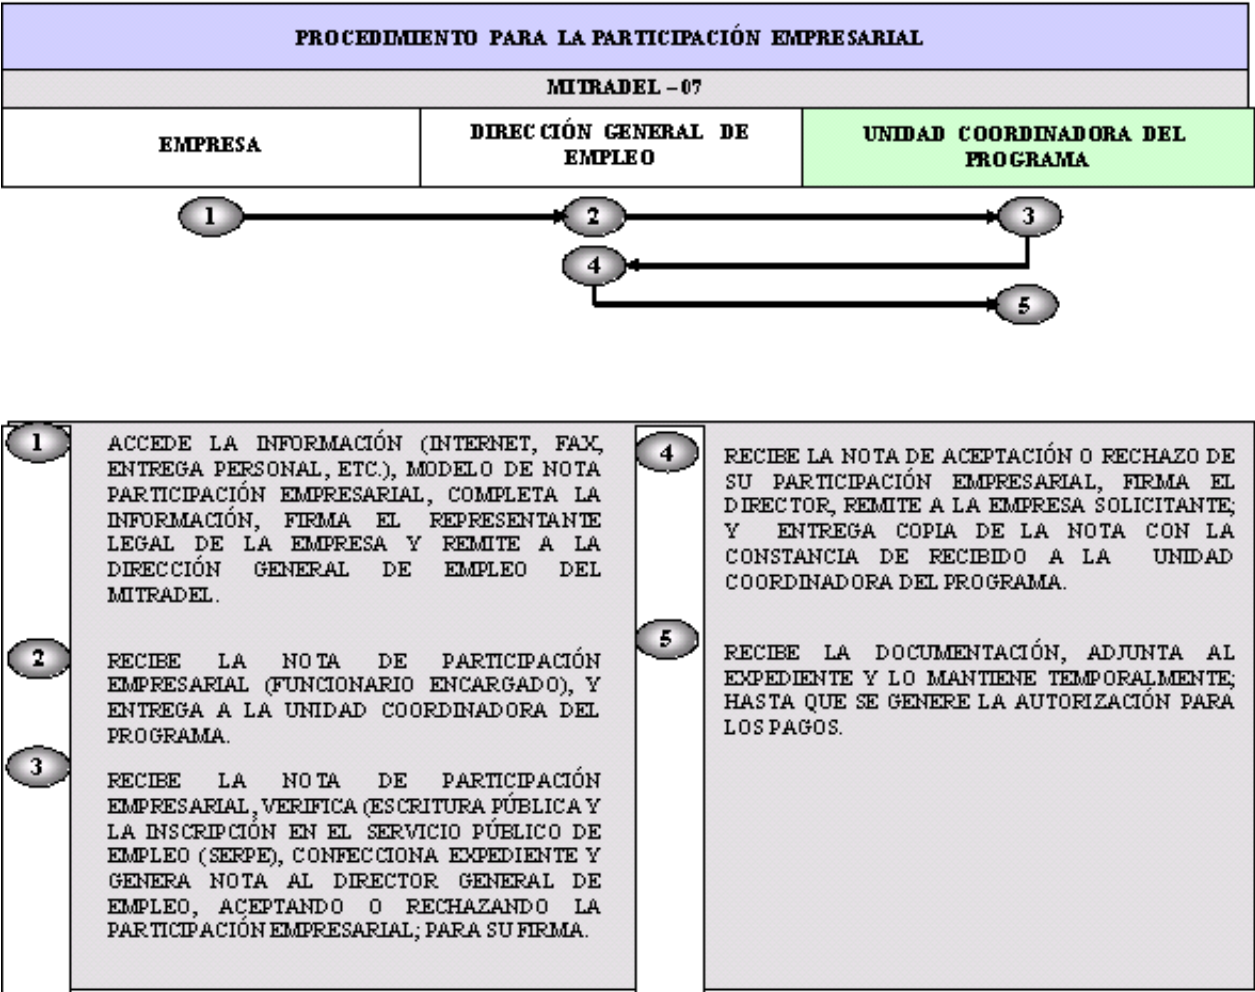 PROCEDIMIENTO PARA LA PARTICIPACIÓN EMPRESARIAL
MITRADEL – 07
EMPRESA
DIRECCIÓN GENERAL DE
EMPLEO
UNIDAD COORDINADORA DEL
PROGRAMA
1
2
3
4
5
1
ACCEDE LA INFORMACIÓN (INTERNET, FAX,
ENTREGA PERSONAL, ETC.), MODELO DE NOTA
PARTICIPACIÓN EMPRESARIAL, COMPLETA LA
INFORMACIÓN, FIRMA EL REPRESENTANTE
LEGAL DE LA EMPRESA Y REMITE A LA
DIRECCIÓN GENERAL DE EMPLEO DEL
MITRADEL.
2
RECIBE LA NOTA DE PARTICIPACIÓN
EMPRESARIAL (FUNCIONARIO ENCARGADO), Y
ENTREGA A LA UNIDAD COORDINADORA DEL
PROGRAMA.
3
RECIBE LA NOTA DE PARTICIPACIÓN
EMPRESARIAL, VERIFICA (ESCRITURA PÚBLICA Y
LA INSCRIPCIÓN EN EL SERVICIO PÚBLICO DE
EMPLEO (SERPE), CONFECCIONA EXPEDIENTE Y
GENERA NOTA AL DIRECTOR GENERAL DE
EMPLEO, ACEPTANDO O RECHAZANDO LA
PARTICIPACIÓN EMPRESARIAL; PARA SU FIRMA.
4
RECIBE LA NOTA DE ACEPTACIÓN O RECHAZO DE
SU PARTICIPACIÓN EMPRESARIAL, FIRMA EL
DIRECTOR, REMITE A LA EMPRESA SOLICITANTE;
Y ENTREGA COPIA DE LA NOTA CON LA
CONSTANCIA DE RECIBIDO A LA UNIDAD
COORDINADORA DEL PROGRAMA.
5
RECIBE LA DOCUMENTACIÓN, ADJUNTA AL
EXPEDIENTE Y LO MANTIENE TEMPORALMENTE;
HASTA QUE SE GENERE LA AUTORIZACIÓN PARA
LOS PAGOS.